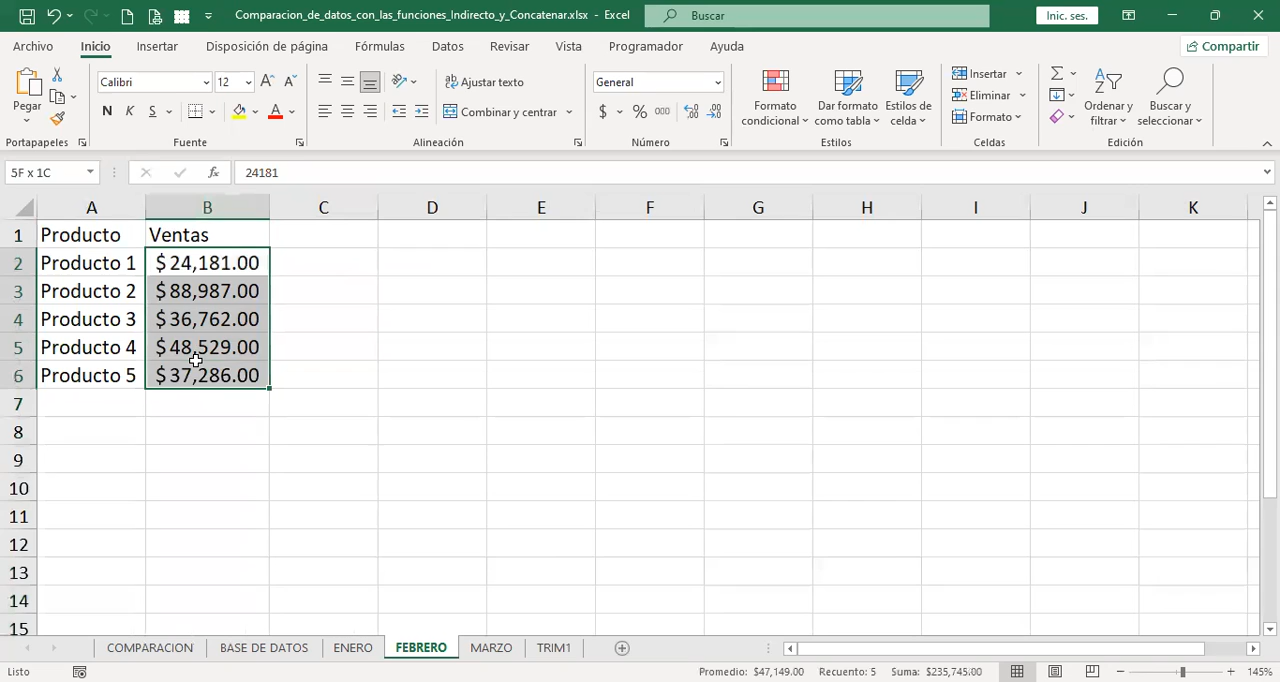 Comparacion_de_datos_con_las_funciones_Indirecto_y_Concatenar.xlsx - Excel
Buscar
Inic. ses.
Archivo Inicio Insertar Disposición de página Fórmulas Datos Revisar Vista Programador Ayuda
Compartir
Pegar
Calibri 12
N K S
Ajustar texto
Combinar y centrar
General
$ % 000
Formato condicional
Dar formato como tabla
Estilos de celda
Insertar
Eliminar
Formato
Ordenar y filtrar
Buscar y seleccionar
Portapapeles Fuente Alineación Número Estilos Celdas Edición
5F x 1C fx 24181
A B C D E F G H I J K
1 Producto Ventas
2 Producto 1 $ 24,181.00
3 Producto 2 $ 88,987.00
4 Producto 3 $ 36,762.00
5 Producto 4 $ 48,529.00
6 Producto 5 $ 37,286.00
7
8
9
10
11
12
13
14
15
COMPARACION BASE DE DATOS ENERO FEBRERO MARZO TRIM1
Listo Promedio: $47,149.00 Recuento: 5 Suma: $235,745.00 145%